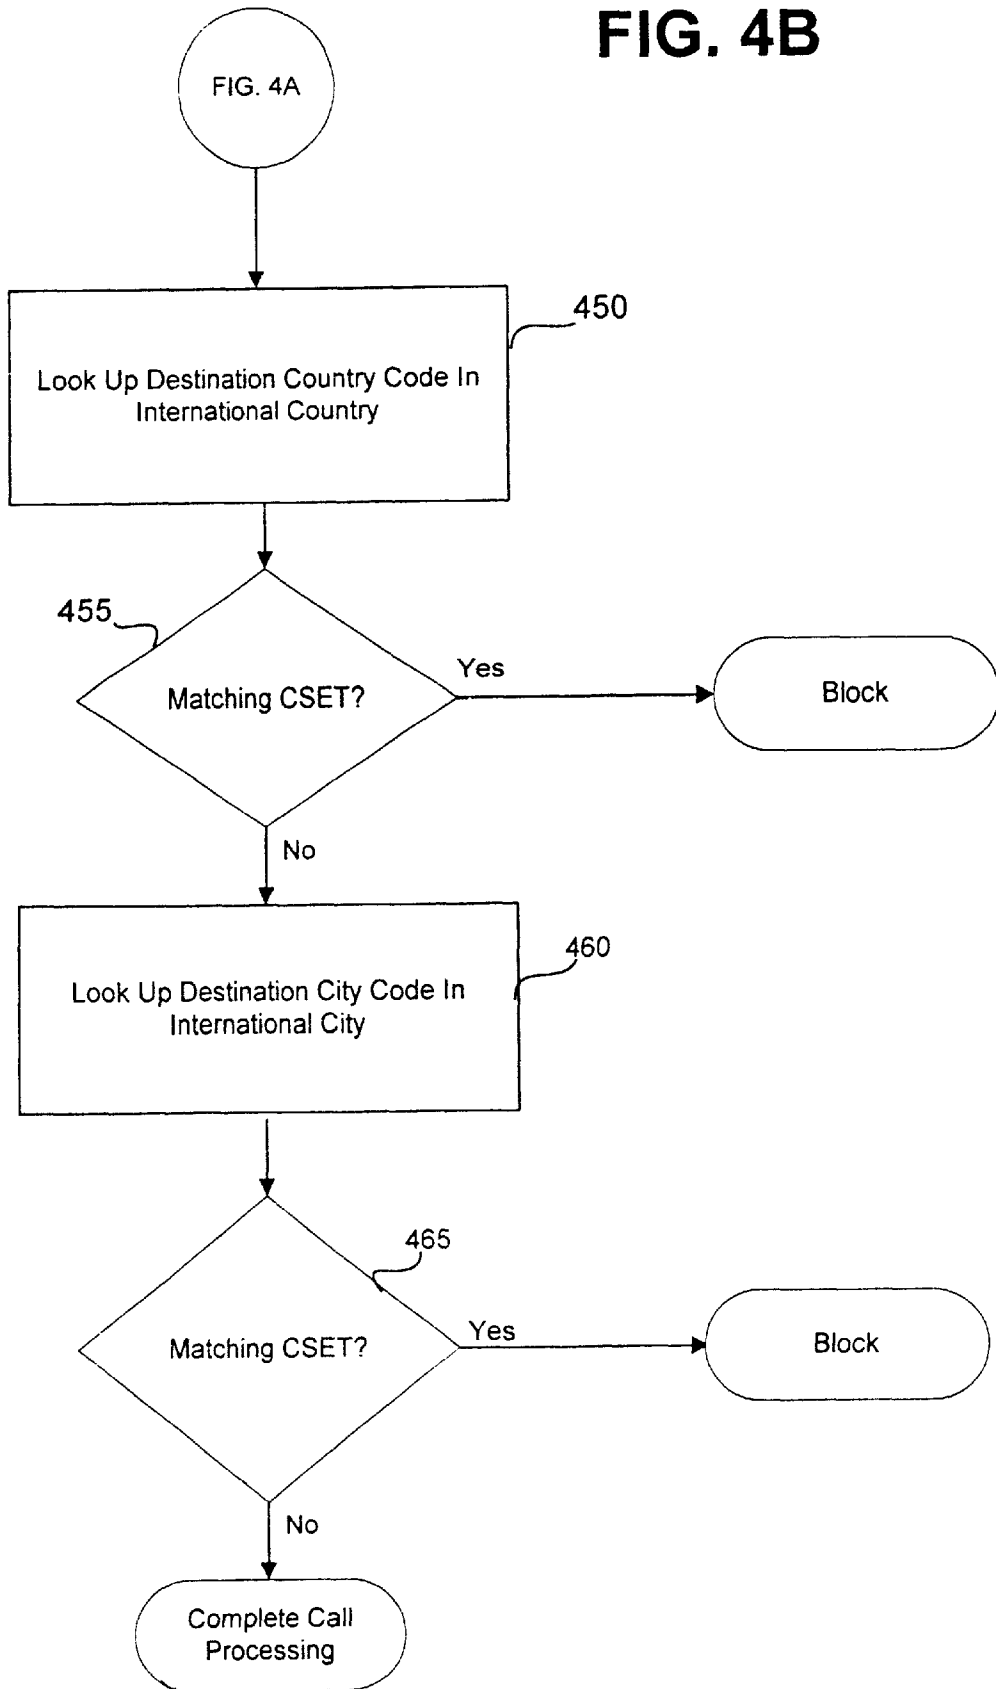 FIG. 4B
FIG. 4A
450
Look Up Destination Country Code In
International Country
455
Matching CSET?
Yes
Block
No
460
Look Up Destination City Code In
International City
465
Matching CSET?
Yes
Block
No
Complete Call
Processing